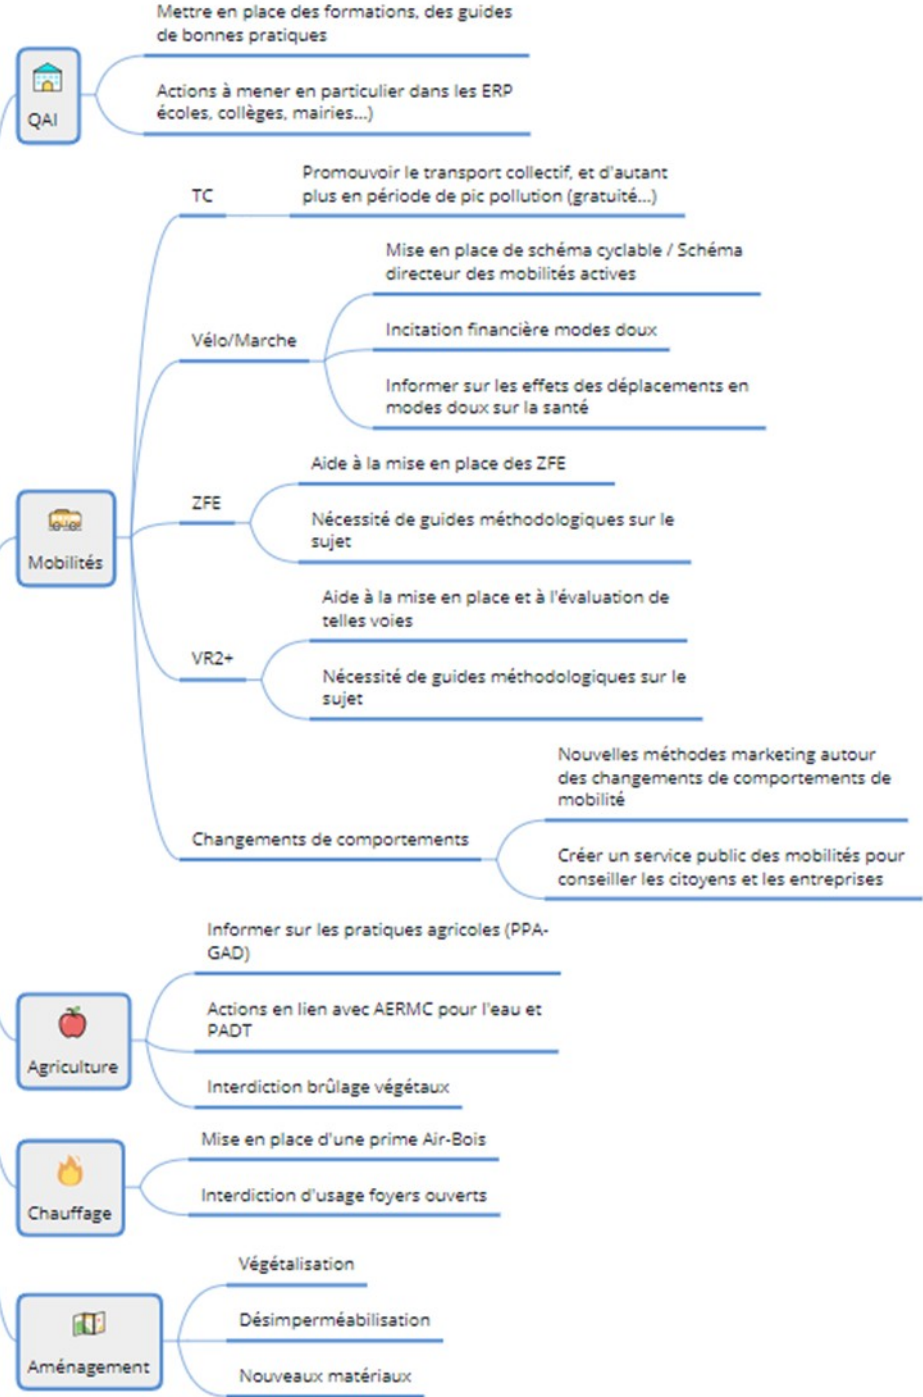 Mettre en place des formations, des guides
de bonnes pratiques
QAI
Actions à mener en particulier dans les ERP
écoles, collèges, mairies...)
TC
Promouvoir le transport collectif, et d'autant
plus en période de pic pollution (gratuité...)
Vélo/Marche
Mise en place de schéma cyclable / Schéma
directeur des mobilités actives
Incitation financière modes doux
Informer sur les effets des déplacements en
modes doux sur la santé
Mobilités
ZFE
Aide à la mise en place des ZFE
Nécessité de guides méthodologiques sur le
sujet
VR2+
Aide à la mise en place et à l'évaluation de
telles voies
Nécessité de guides méthodologiques sur le
sujet
Changements de comportements
Nouvelles méthodes marketing autour
des changements de comportements de
mobilité
Créer un service public des mobilités pour
conseiller les citoyens et les entreprises
Agriculture
Informer sur les pratiques agricoles (PPA-
GAD)
Actions en lien avec AERMC pour l'eau et
PADT
Interdiction brûlage végétaux
Chauffage
Mise en place d'une prime Air-Bois
Interdiction d'usage foyers ouverts
Aménagement
Végétalisation
Désimperméabilisation
Nouveaux matériaux